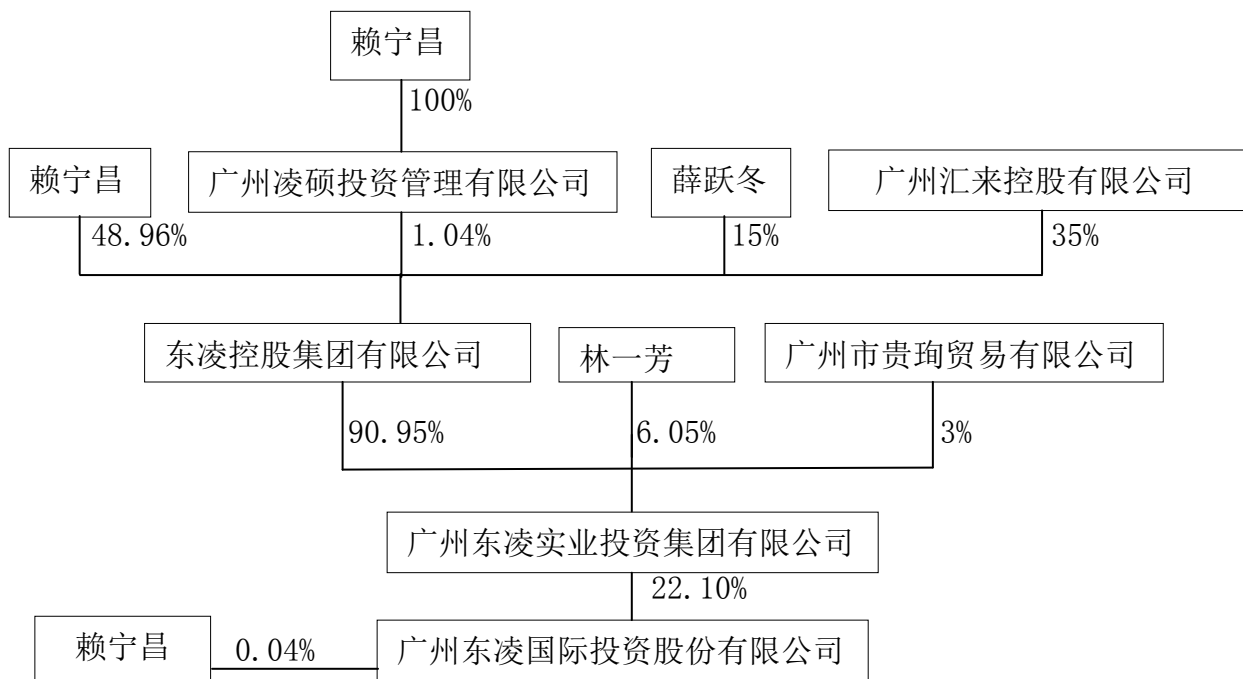 赖宁昌
100%
赖宁昌
广州凌硕投资管理有限公司
薛跃冬
广州汇来控股有限公司
48.96%
1.04%
15%
35%
东凌控股集团有限公司
林一芳
广州市贵珣贸易有限公司
90.95%
6.05%
3%
广州东凌实业投资集团有限公司
22.10%
赖宁昌
0.04%
广州东凌国际投资股份有限公司